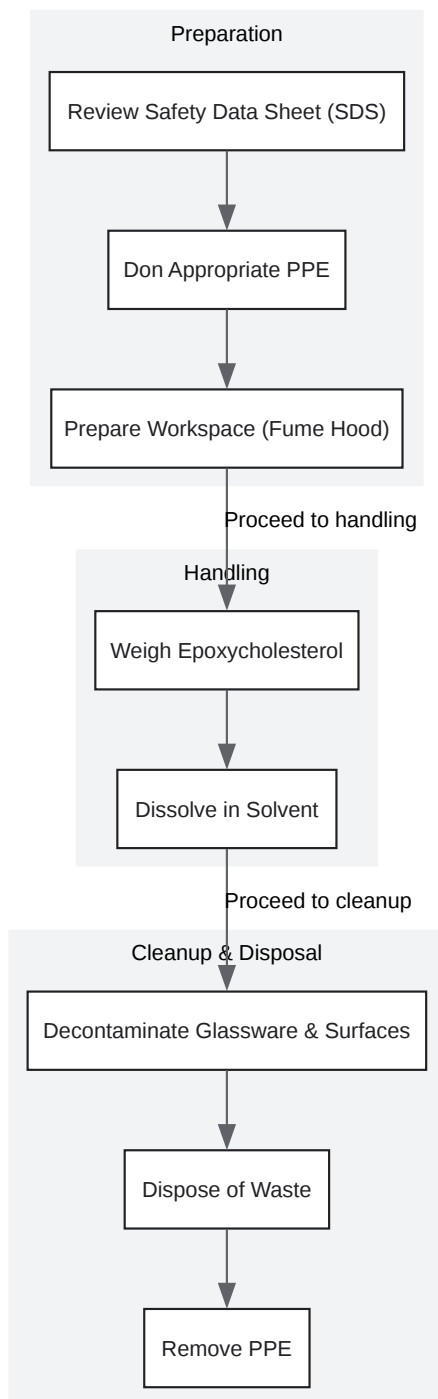 Preparation
Review Safety Data Sheet (SDS)
Don Appropriate PPE
Prepare Workspace (Fume Hood)
Proceed to handling
Handling
Weigh Epoxycholesterol
Dissolve in Solvent
Proceed to cleanup
Cleanup & Disposal
Decontaminate Glassware & Surfaces
Dispose of Waste
Remove PPE